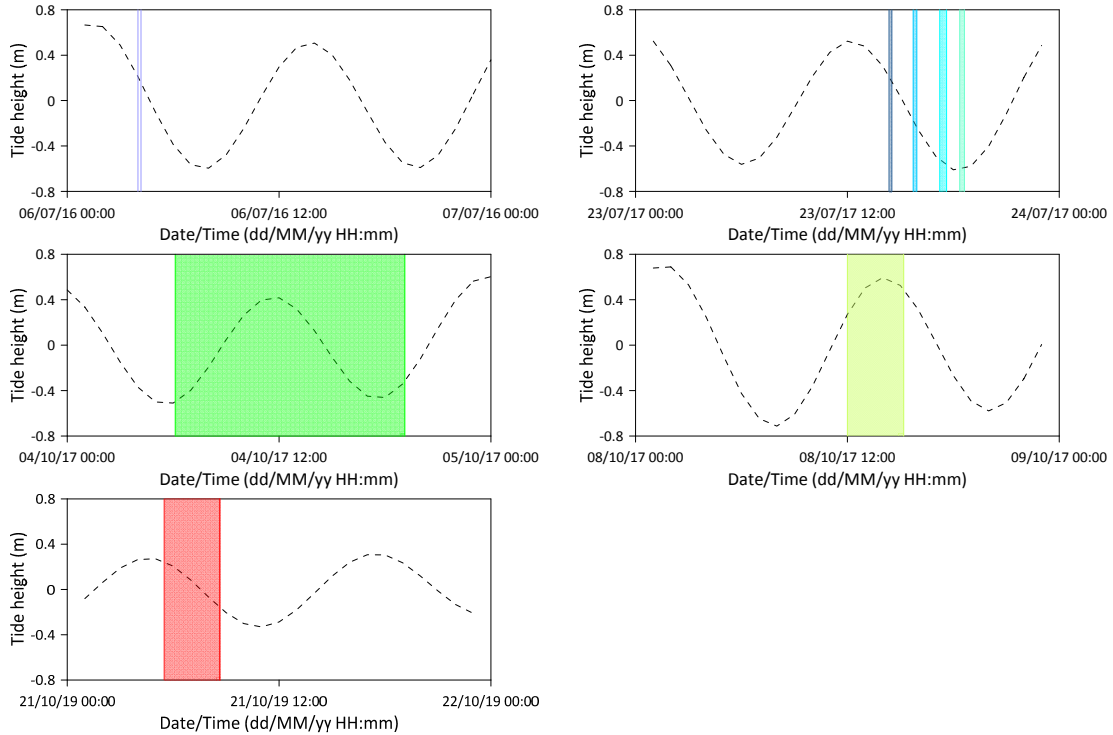 Tide height (m)
0.8
0.4
0
-0.4
-0.8
06/07/16 00:00 06/07/16 12:00 07/07/16 00:00
Date/Time (dd/MM/yy HH:mm)
Tide height (m)
0.8
0.4
0
-0.4
-0.8
23/07/17 00:00 23/07/17 12:00 24/07/17 00:00
Date/Time (dd/MM/yy HH:mm)
Tide height (m)
0.8
0.4
0
-0.4
-0.8
04/10/17 00:00 04/10/17 12:00 05/10/17 00:00
Date/Time (dd/MM/yy HH:mm)
Tide height (m)
0.8
0.4
0
-0.4
-0.8
08/10/17 00:00 08/10/17 12:00 09/10/17 00:00
Date/Time (dd/MM/yy HH:mm)
Tide height (m)
0.8
0.4
0
-0.4
-0.8
21/10/19 00:00 21/10/19 12:00 22/10/19 00:00
Date/Time (dd/MM/yy HH:mm)